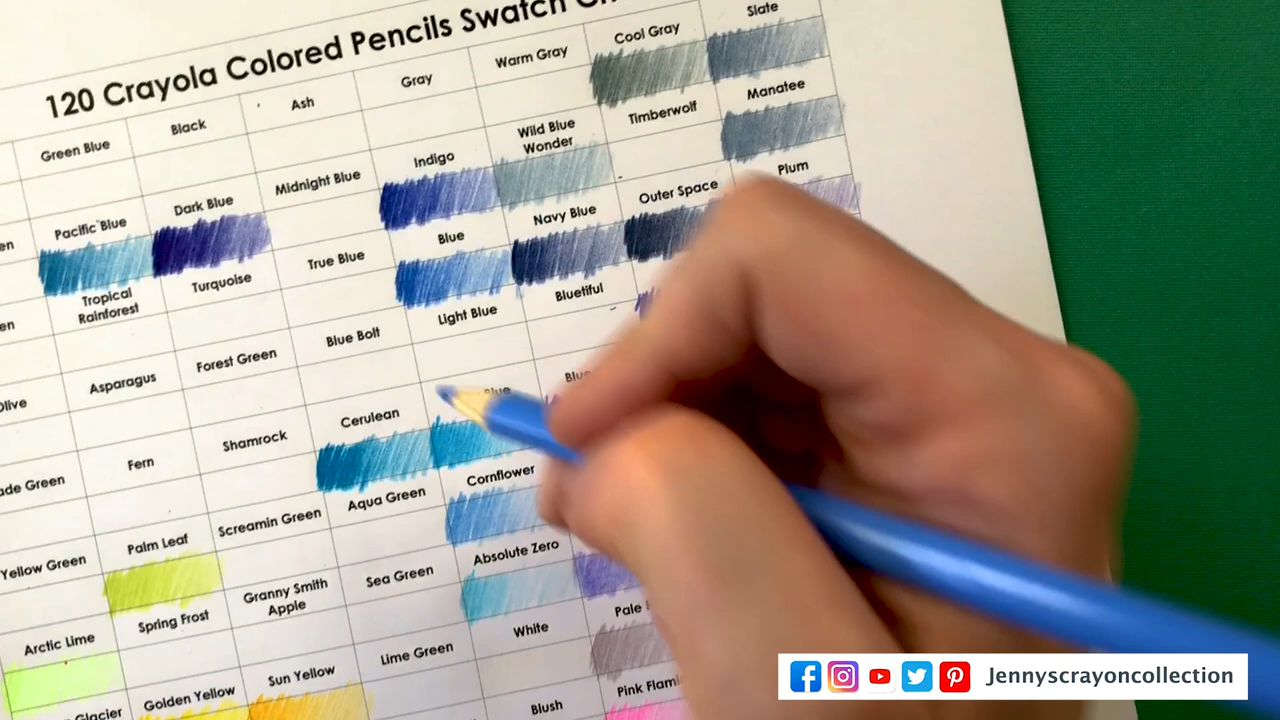 120 Crayola Colored Pencils Swatch
Green Blue
Black
Ash
Gray
Warm Gray
Cool Gray
Slate
Pacific Blue
Dark Blue
Midnight Blue
Indigo
Wild Blue
Wonder
Timberwolf
Manatee
Tropical
Rainforest
Turquoise
True Blue
Blue
Navy Blue
Outer Space
Plum
Asparagus
Forest Green
Blue Bolt
Light Blue
Bluetiful
Fern
Shamrock
Cerulean
Blue
Yellow Green
Palm Leaf
Screamin Green
Aqua Green
Cornflower
Arctic Lime
Spring Frost
Granny Smith
Apple
Sea Green
Absolute Zero
Glacier
Golden Yellow
Sun Yellow
Lime Green
White
Pale
Blush
Pink
Jennyscrayoncollection